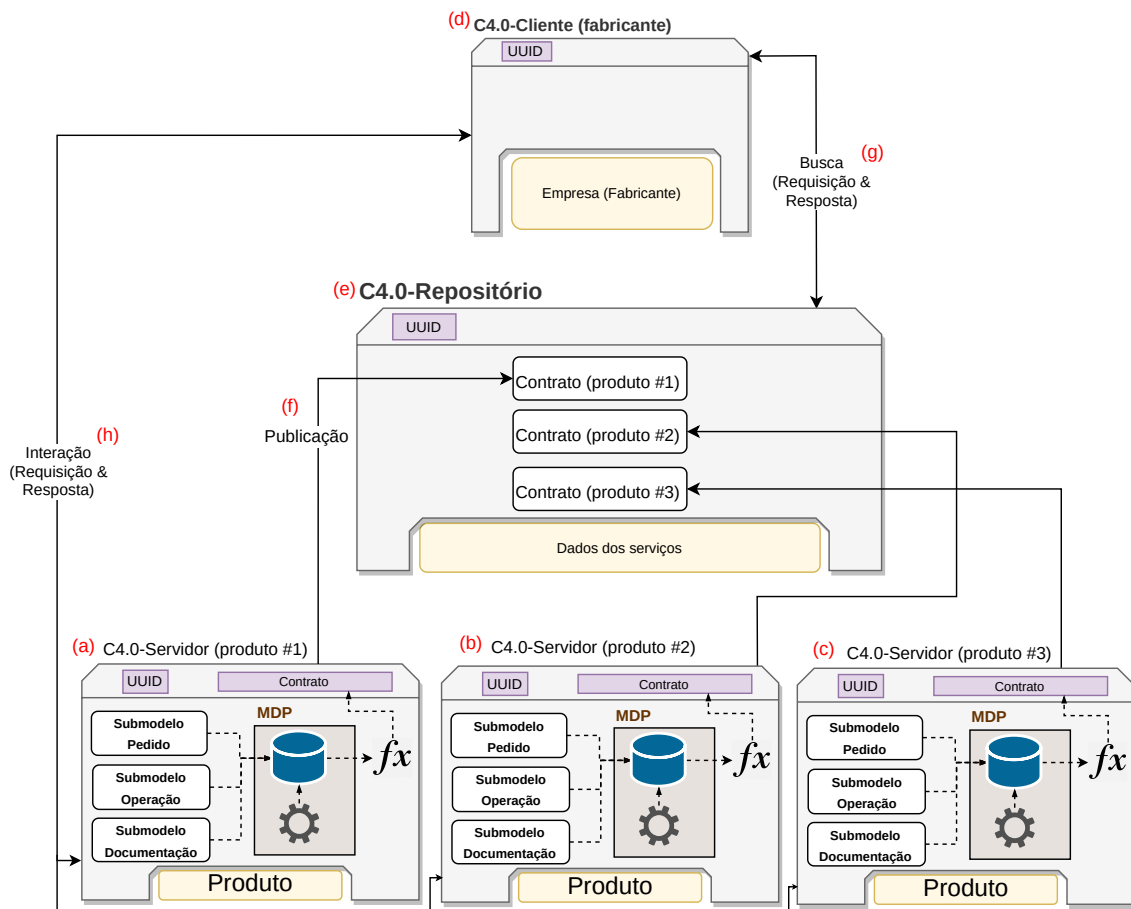 (d) C4.0-Cliente (fabricante)
UUID
Empresa (Fabricante)
(g)
Busca
(Requisição &
Resposta)
(e) C4.0-Repositório
UUID
Contrato (produto #1)
Contrato (produto #2)
Contrato (produto #3)
Dados dos serviços
(f)
Publicação
(h)
Interação
(Requisição &
Resposta)
(a) C4.0-Servidor (produto #1)
UUID
Contrato
Submodelo
Pedido
Submodelo
Operação
Submodelo
Documentação
MDP
fx
Produto
(b) C4.0-Servidor (produto #2)
UUID
Contrato
Submodelo
Pedido
Submodelo
Operação
Submodelo
Documentação
MDP
fx
Produto
(c) C4.0-Servidor (produto #3)
UUID
Contrato
Submodelo
Pedido
Submodelo
Operação
Submodelo
Documentação
MDP
fx
Produto